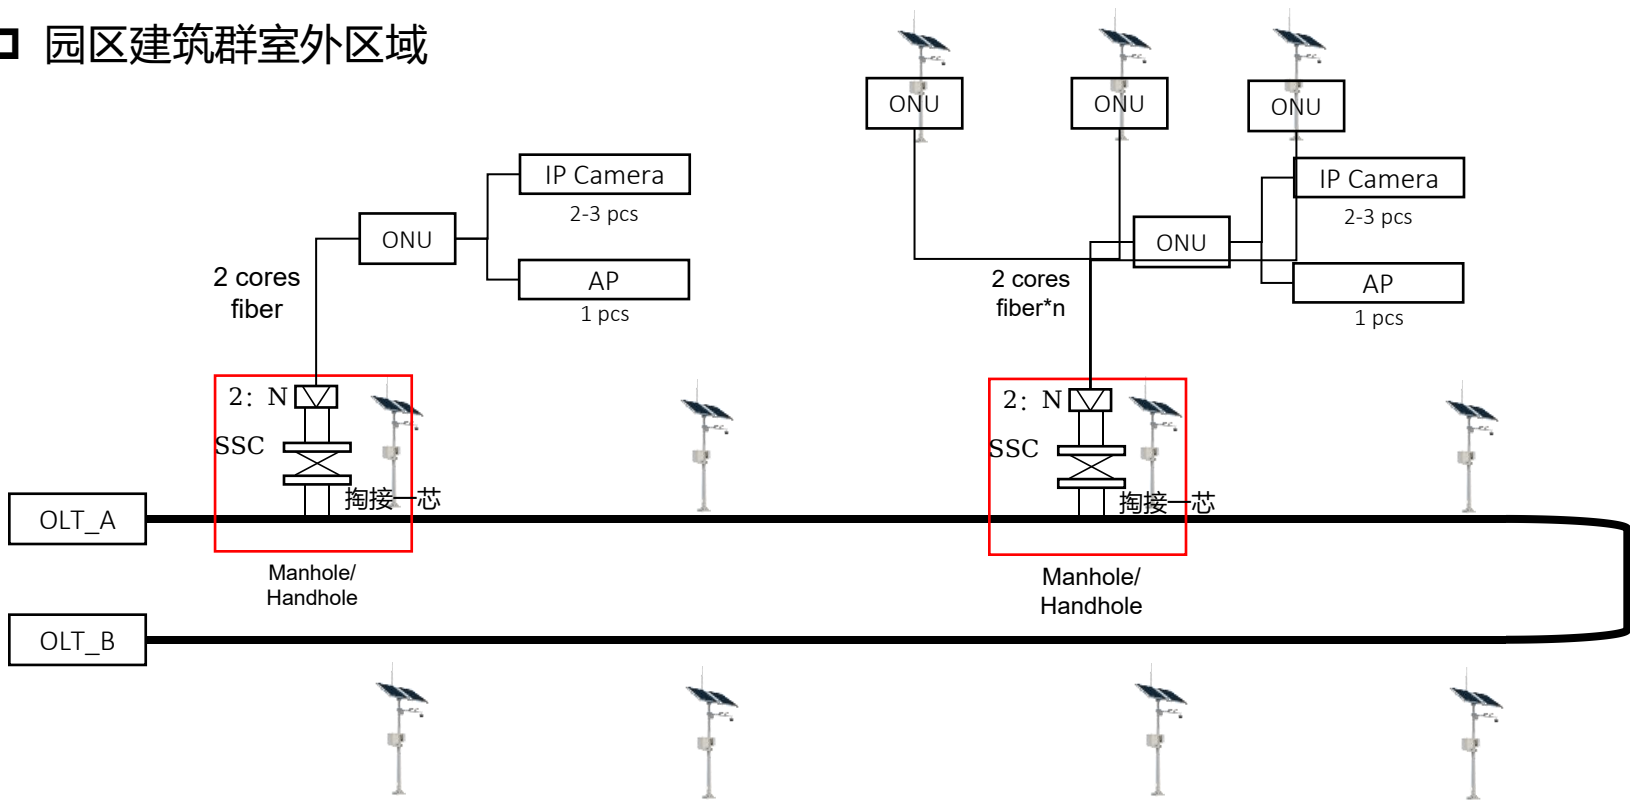 园区建筑群室外区域
ONU
ONU
ONU
IP Camera
2-3 pcs
ONU
AP
1 pcs
2 cores
fiber
IP Camera
2-3 pcs
ONU
AP
1 pcs
2 cores
fiber*n
2：N
SSC
掏接一芯
2：N
SSC
掏接一芯
OLT_A
Manhole/
Handhole
Manhole/
Handhole
OLT_B